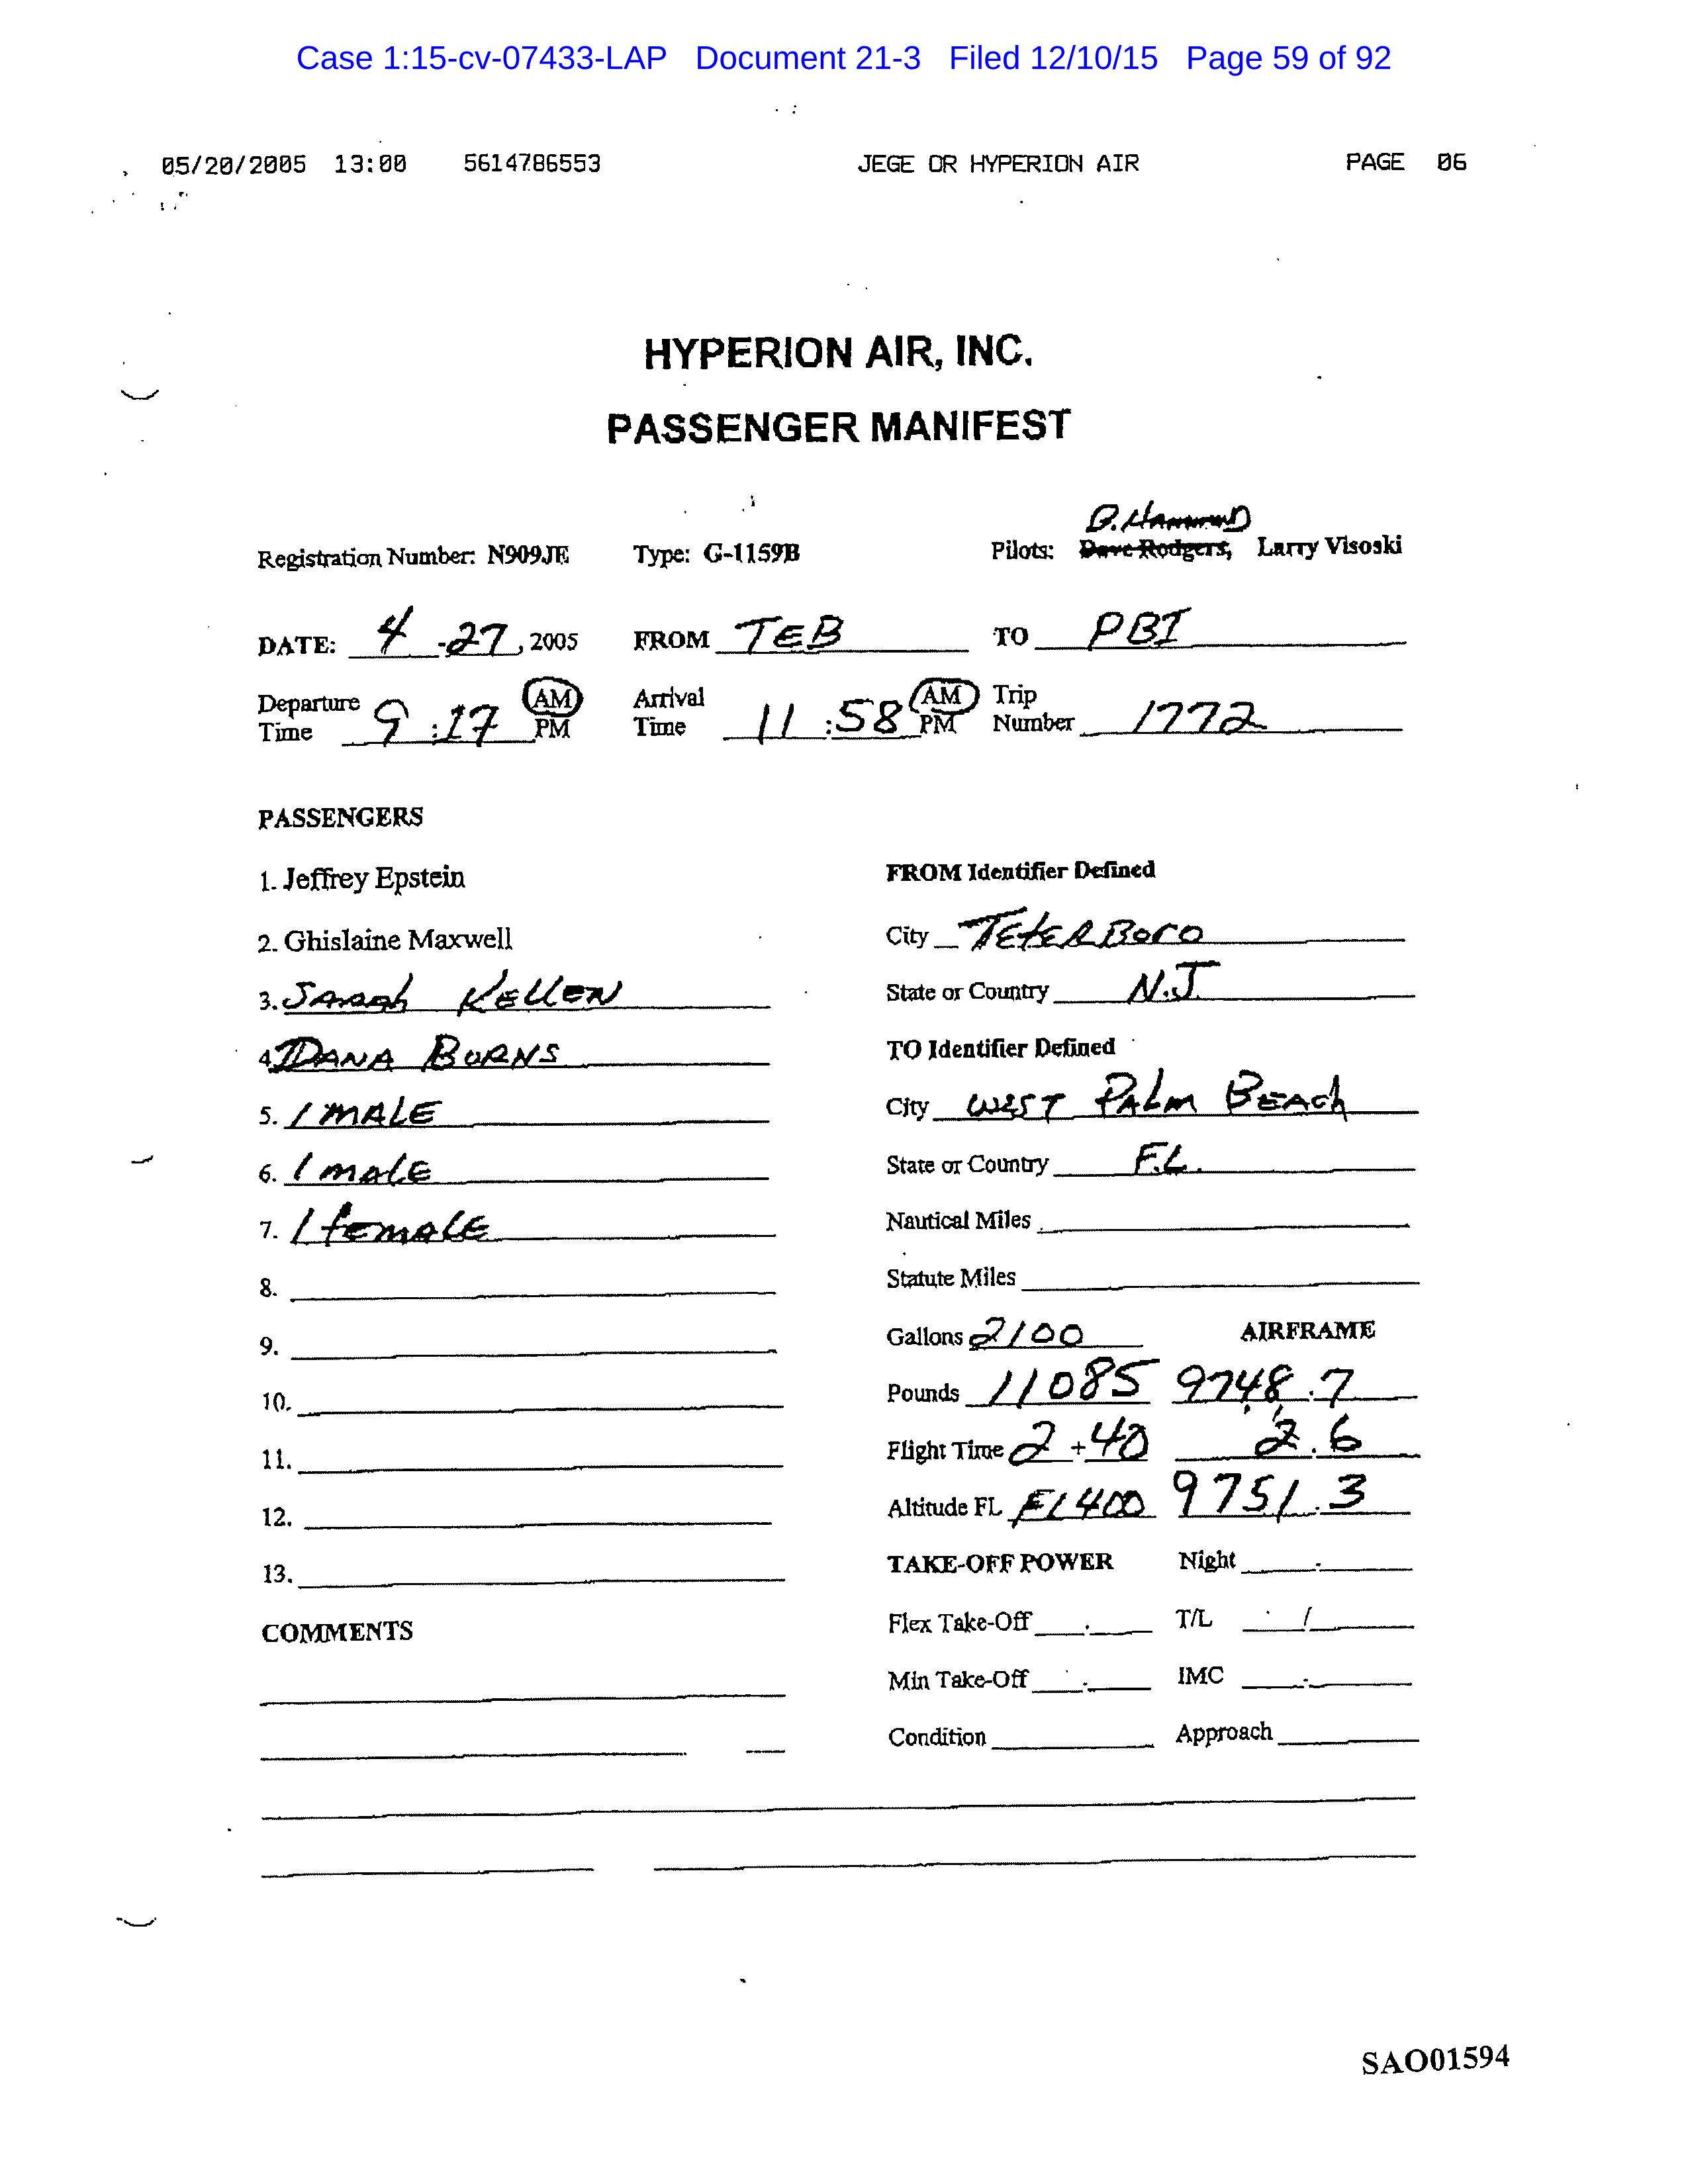 Case 1:15-cv-07433-LAP Document 21-3 Filed 12/10/15 Page 59 of 92
05/20/2005 13:00 5614786553 JEGE OR HYPERION AIR PAGE 06
HYPERION AIR, INC.
PASSENGER MANIFEST
B. HAMMOND
Registration Number: N909JE Type: G-1159B Pilots: Dave Rodgers, Larry Visoski
DATE: 4-27, 2005 FROM TEB TO PBI
Departure Time 9:17 AM PM Arrival Time 11:58 AM PM Trip Number 1772
PASSENGERS
1. Jeffrey Epstein
FROM Identifier Defined
2. Ghislaine Maxwell
City TETERBORO
3. SARAH KELLEN
State or Country N.J.
4. DANA BURNS
TO Identifier Defined
5. 1 MALE
City WEST PALM BEACH
6. 1 male
State or Country F.L.
7. 1 female
Nautical Miles
8.
Statute Miles
9.
Gallons 2100 AIRFRAME
10.
Pounds 11085 9748.7
11.
Flight Time 2+40 2.6
12.
Altitude FL FL400 9751.3
13.
TAKE-OFF POWER Night
COMMENTS
Flex Take-Off T/L /
Min Take-Off IMC
Condition Approach
SAO01594